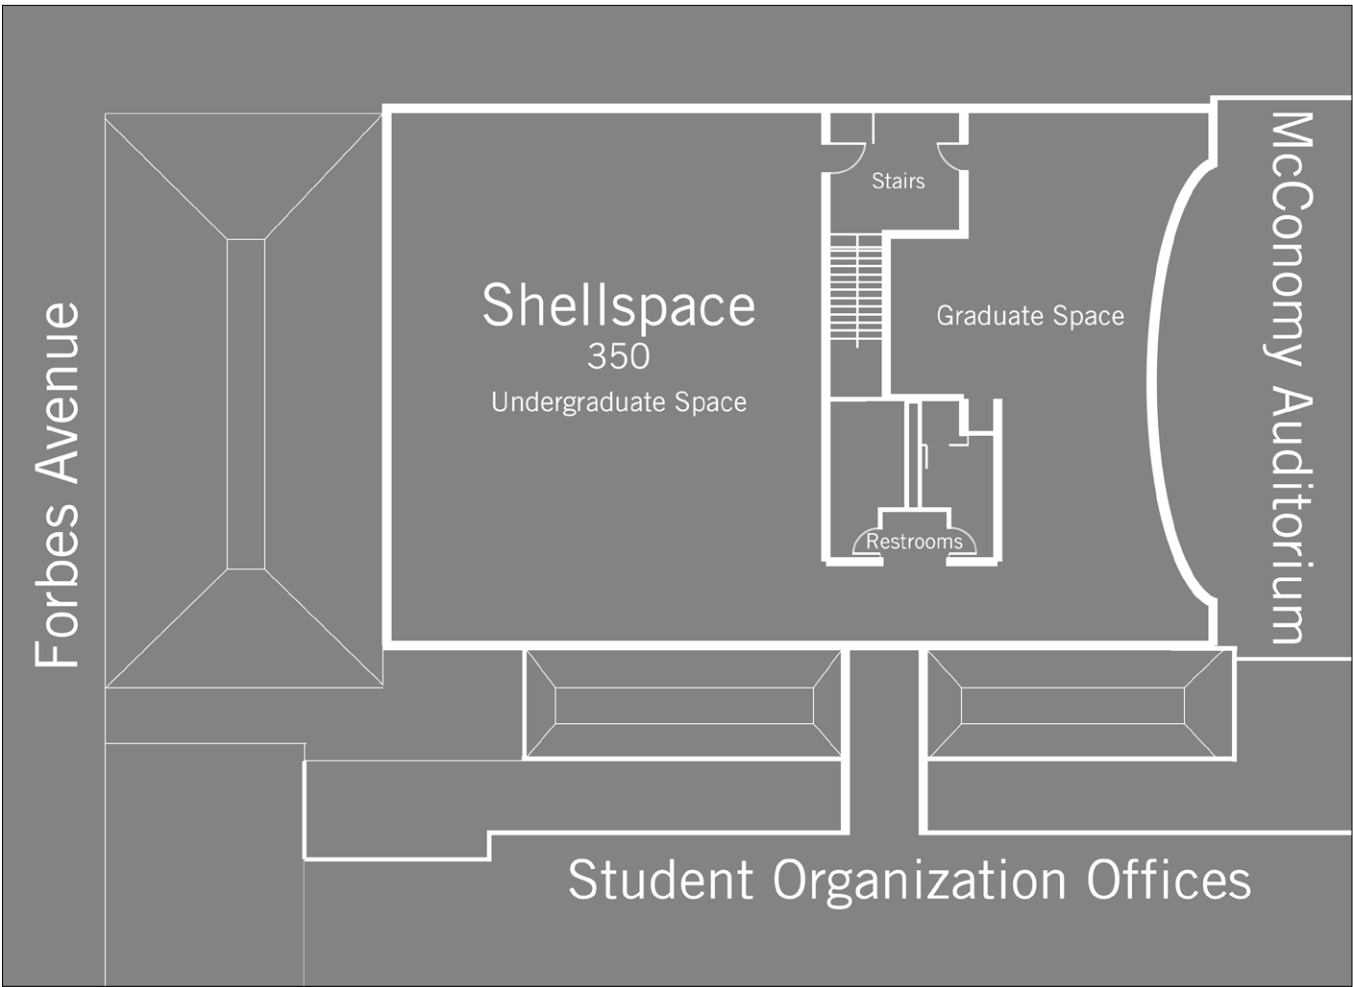 Forbes Avenue
Shellspace
350
Undergraduate Space
Stairs
Graduate Space
Restrooms
McConomy Auditorium
Student Organization Offices